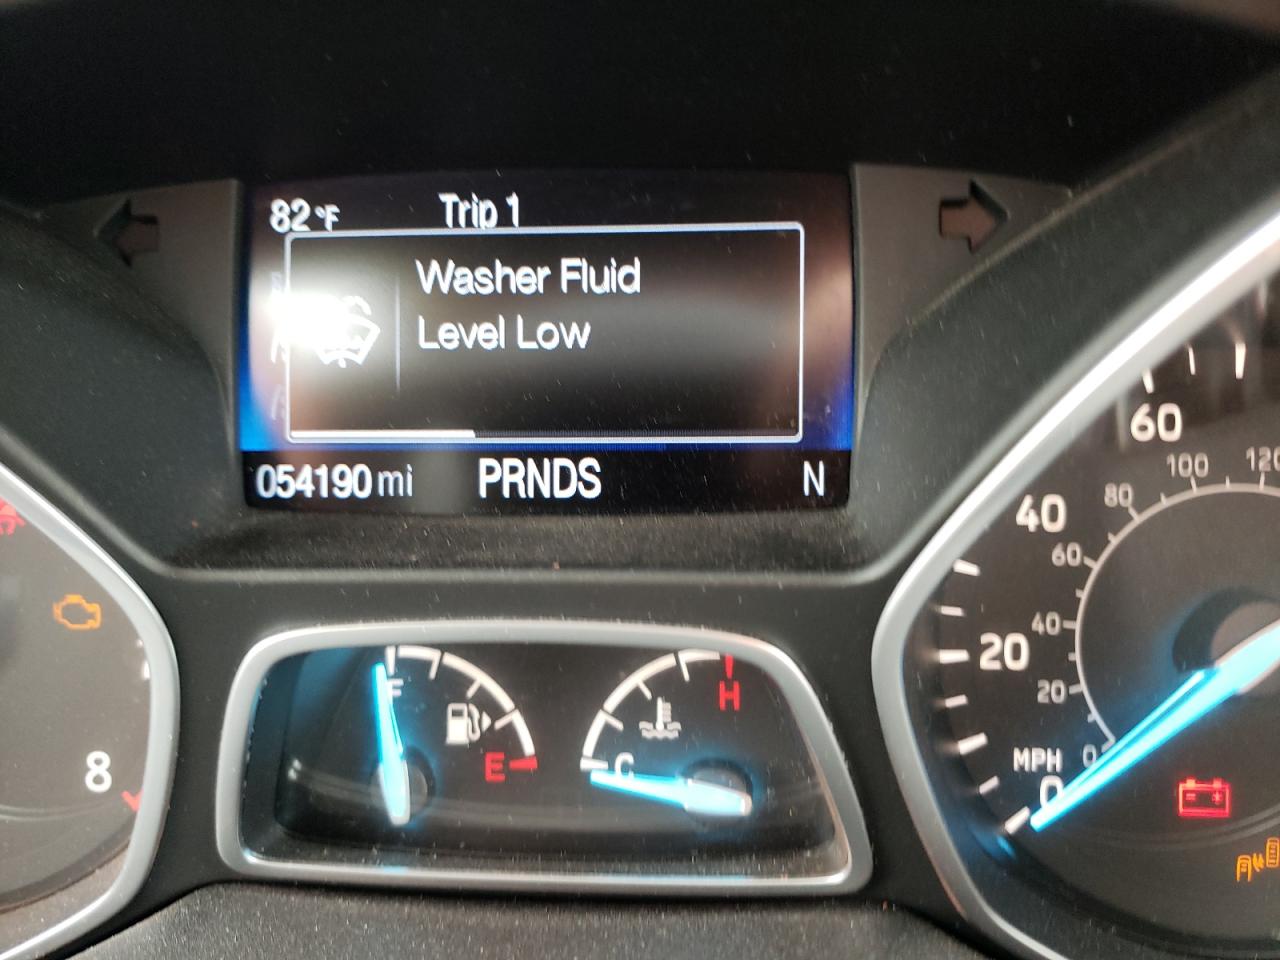 82°F Trip 1
Washer Fluid
Level Low
054190 mi PRNDS N
F
E
C
H
8
60
40
20
0
MPH
120
100
80
60
40
20
0